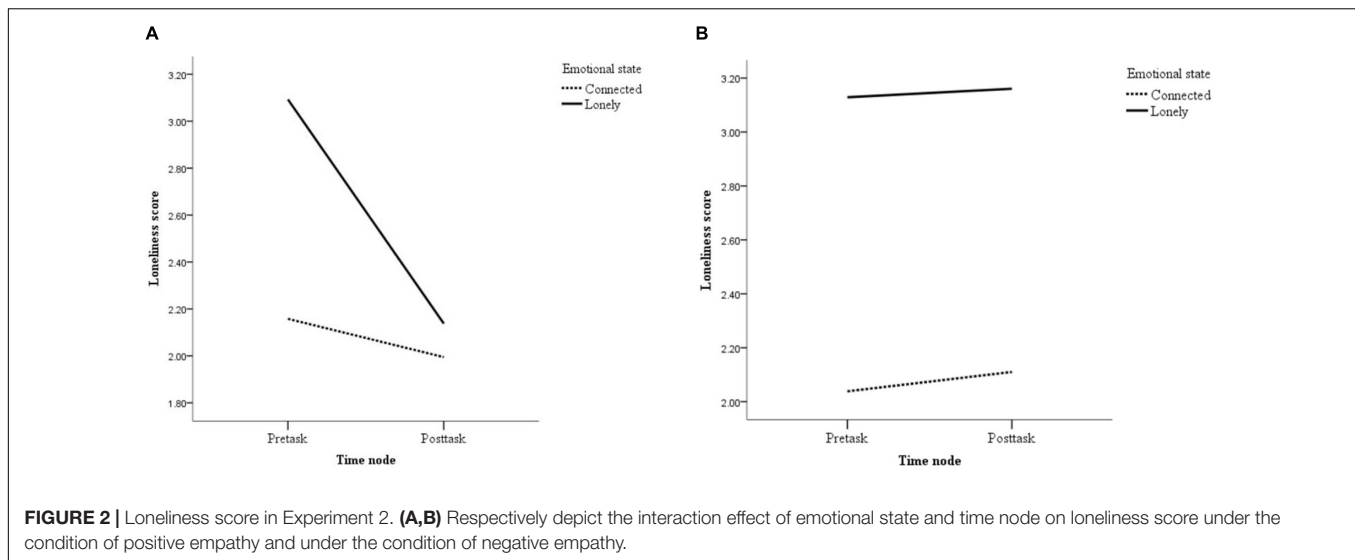 A
Emotional state
Connected
Lonely
3.20
3.00
2.80
2.60
2.40
2.20
2.00
1.80
Loneliness score
Pretask
Posttask
Time node
B
Emotional state
Connected
Lonely
3.20
3.00
2.80
2.60
2.40
2.20
2.00
Loneliness score
Pretask
Posttask
Time node
FIGURE 2 | Loneliness score in Experiment 2. (A,B) Respectively depict the interaction effect of emotional state and time node on loneliness score under the
condition of positive empathy and under the condition of negative empathy.